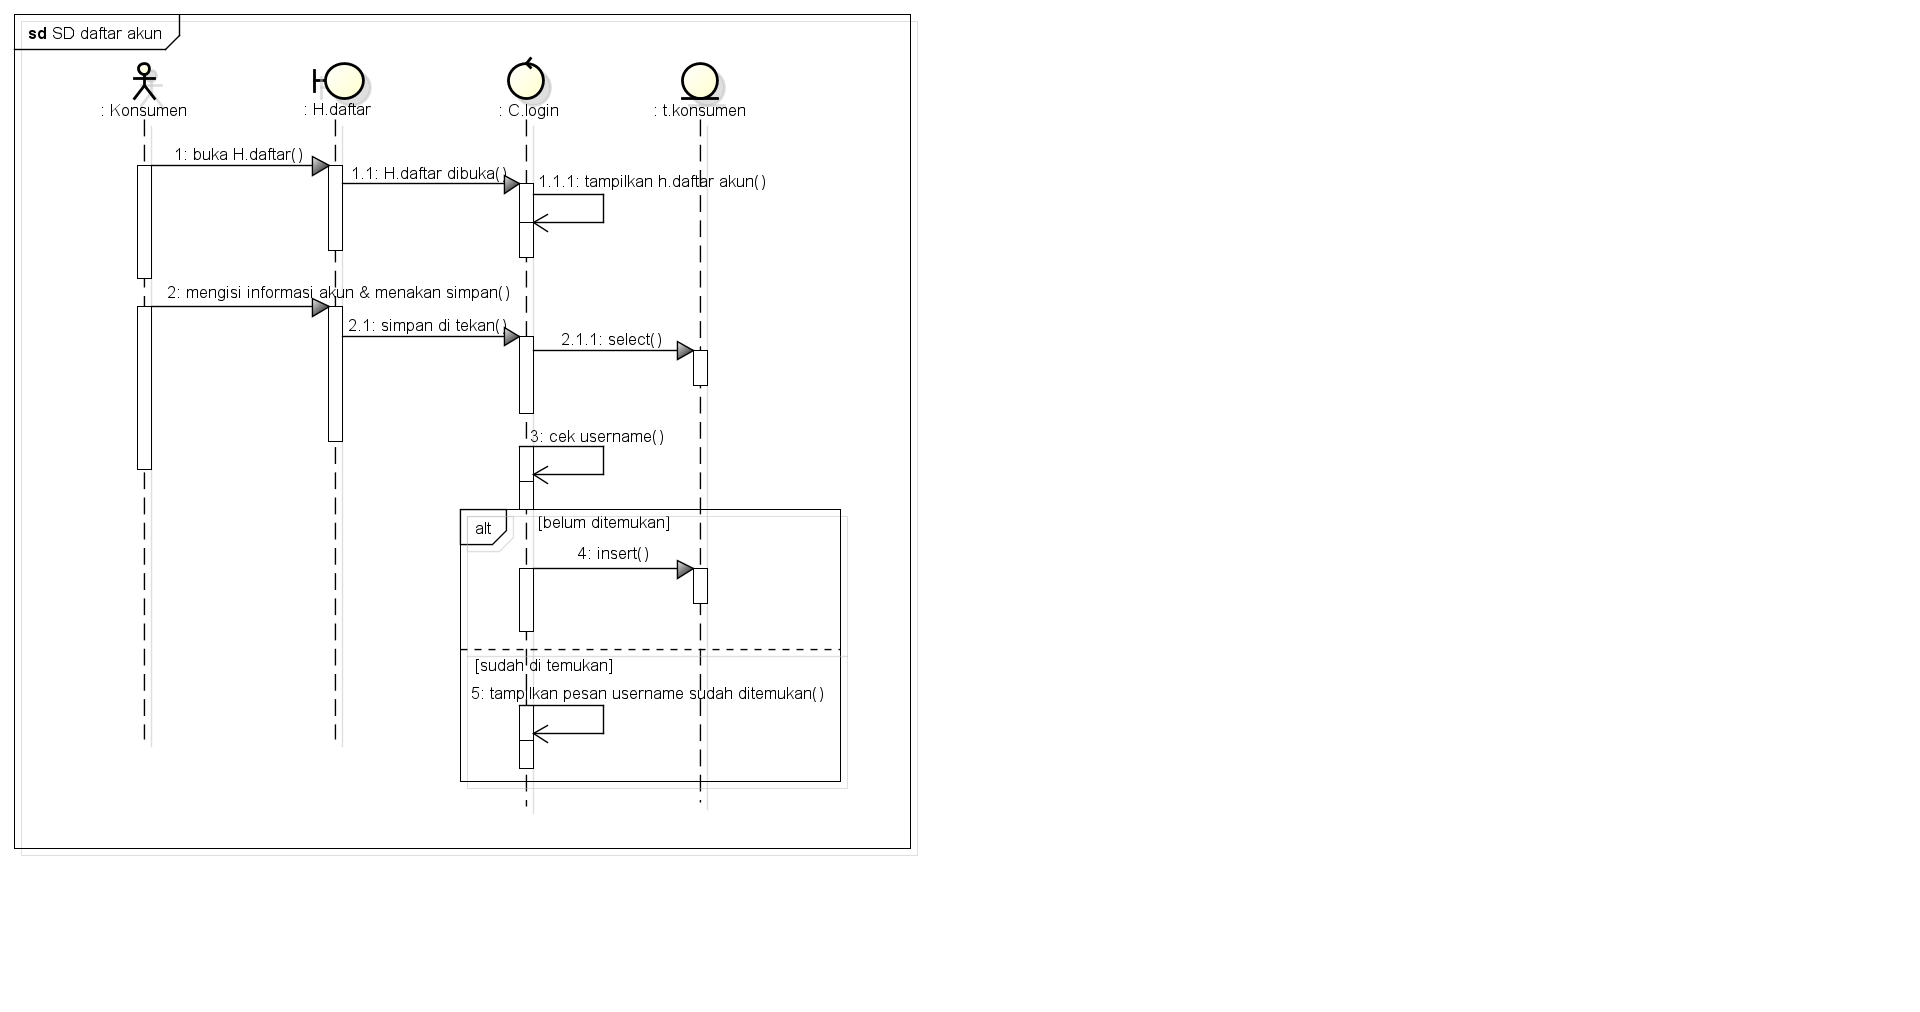 sd SD daftar akun
: Konsumen
: H.daftar
: C.login
: t.konsumen
1: buka H.daftar()
1.1: H.daftar dibuka()
1.1.1: tampilkan h.daftar akun()
2: mengisi informasi akun & menakan simpan()
2.1: simpan di tekan()
2.1.1: select()
3: cek username()
alt
[belum ditemukan]
4: insert()
[sudah di temukan]
5: tampilkan pesan username sudah ditemukan()